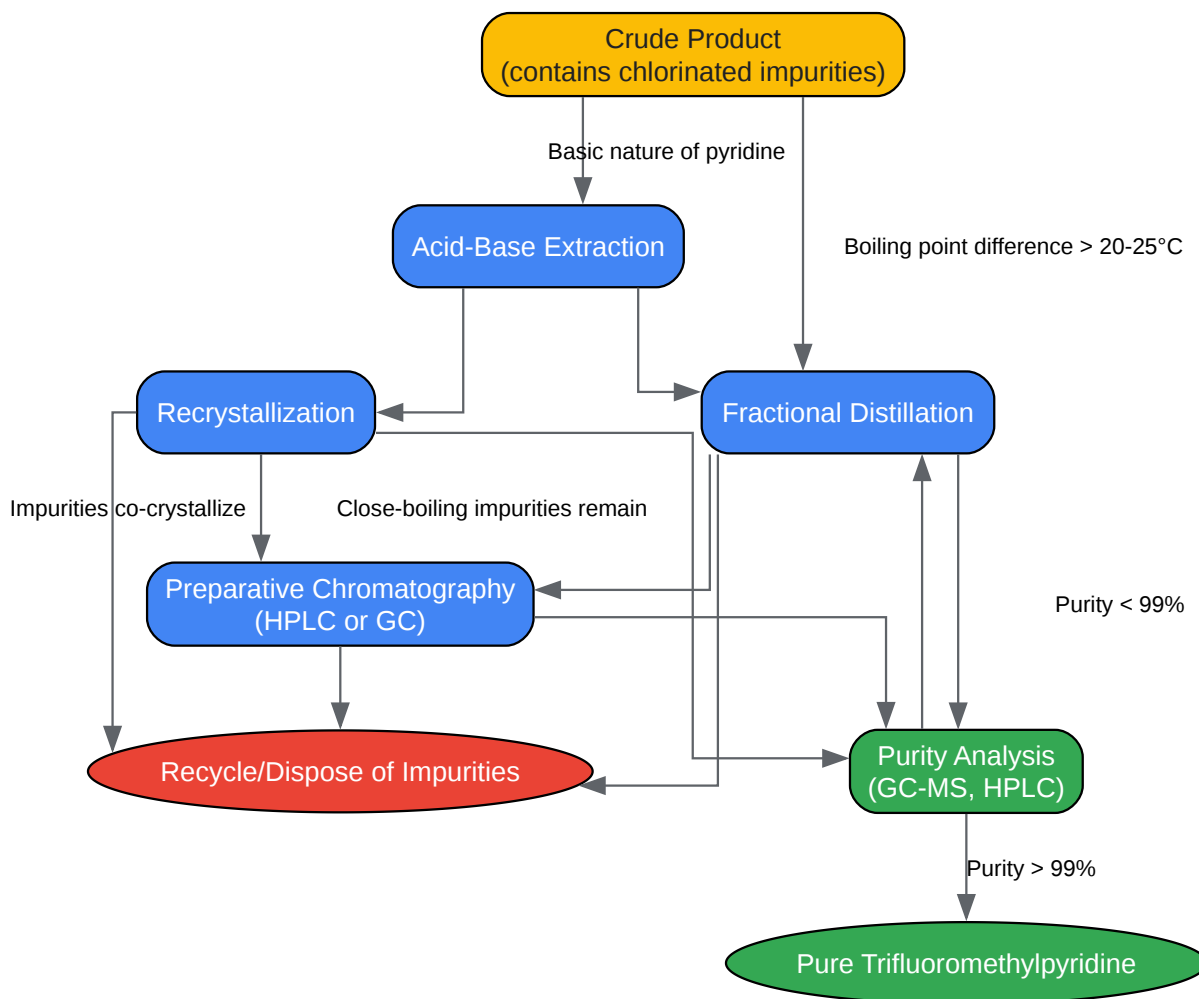 Crude Product
(contains chlorinated impurities)
Basic nature of pyridine
Acid-Base Extraction
Boiling point difference > 20-25°C
Recrystallization
Fractional Distillation
Impurities co-crystallize
Close-boiling impurities remain
Preparative Chromatography
(HPLC or GC)
Purity < 99%
Recycle/Dispose of Impurities
Purity Analysis
(GC-MS, HPLC)
Purity > 99%
Pure Trifluoromethylpyridine